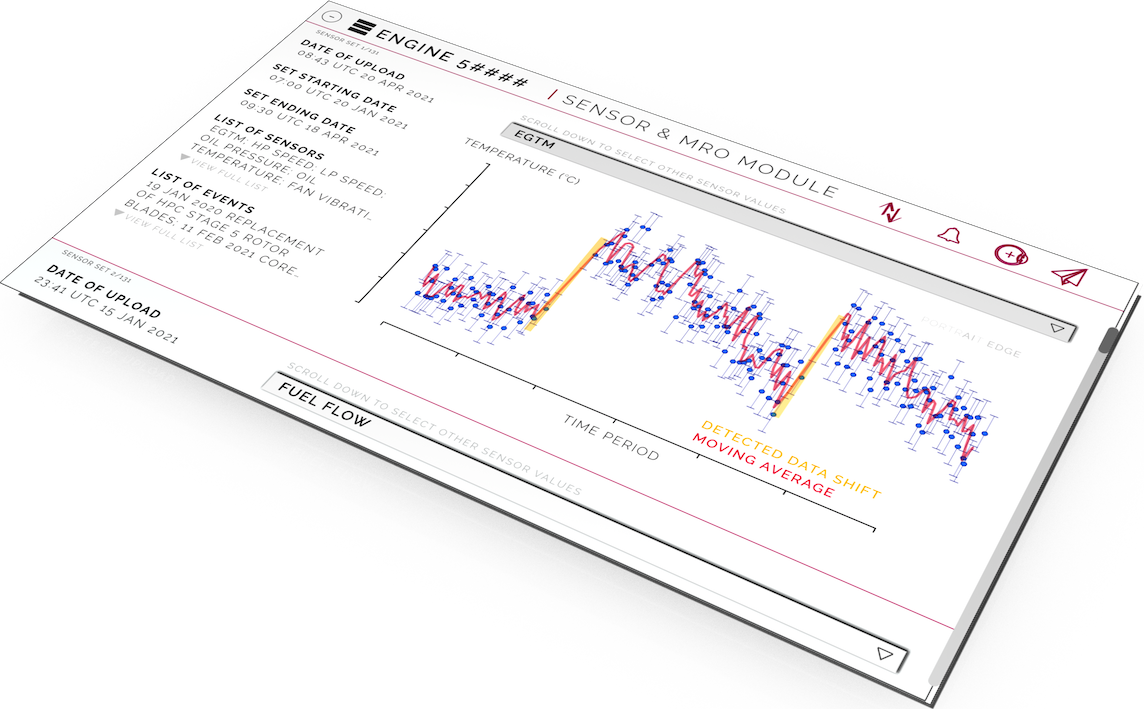 ENGINE 5#### | SENSOR & MRO MODULE
SENSOR SET 1/131
DATE OF UPLOAD
08:43 UTC 20 APR 2021
SET STARTING DATE
07:00 UTC 20 JAN 2021
SET ENDING DATE
09:30 UTC 18 APR 2021
LIST OF SENSORS
EGTM; HP SPEED; LP SPEED;
OIL PRESSURE; OIL
TEMPERATURE; FAN VIBRATI..
VIEW FULL LIST
LIST OF EVENTS
19 JAN 2020 REPLACEMENT
OF HPC STAGE 5 ROTOR
BLADES; 11 FEB 2021 CORE..
VIEW FULL LIST
SCROLL DOWN TO SELECT OTHER SENSOR VALUES
EGTM
TEMPERATURE (°C)
PORTRAIT: EDGE
TIME PERIOD
DETECTED DATA SHIFT
MOVING AVERAGE
SENSOR SET 2/131
DATE OF UPLOAD
23:41 UTC 15 JAN 2021
SCROLL DOWN TO SELECT OTHER SENSOR VALUES
FUEL FLOW